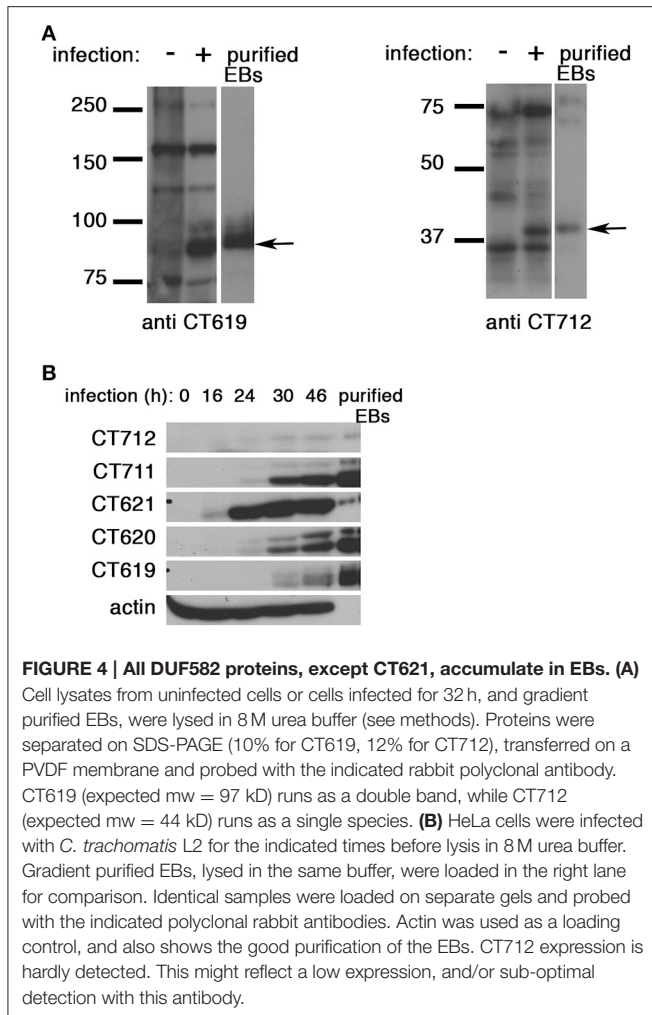 A
infection: - + purified EBs
250
150
100
75
anti CT619
infection: - + purified EBs
75
50
37
anti CT712
B
infection (h): 0 16 24 30 46 purified EBs
CT712
CT711
CT621
CT620
CT619
actin
FIGURE 4 | All DUF582 proteins, except CT621, accumulate in EBs. (A)
Cell lysates from uninfected cells or cells infected for 32 h, and gradient
purified EBs, were lysed in 8 M urea buffer (see methods). Proteins were
separated on SDS-PAGE (10% for CT619, 12% for CT712), transferred on a
PVDF membrane and probed with the indicated rabbit polyclonal antibody.
CT619 (expected mw = 97 kD) runs as a double band, while CT712
(expected mw = 44 kD) runs as a single species. (B) HeLa cells were infected
with C. trachomatis L2 for the indicated times before lysis in 8 M urea buffer.
Gradient purified EBs, lysed in the same buffer, were loaded in the right lane
for comparison. Identical samples were loaded on separate gels and probed
with the indicated polyclonal rabbit antibodies. Actin was used as a loading
control, and also shows the good purification of the EBs. CT712 expression is
hardly detected. This might reflect a low expression, and/or sub-optimal
detection with this antibody.